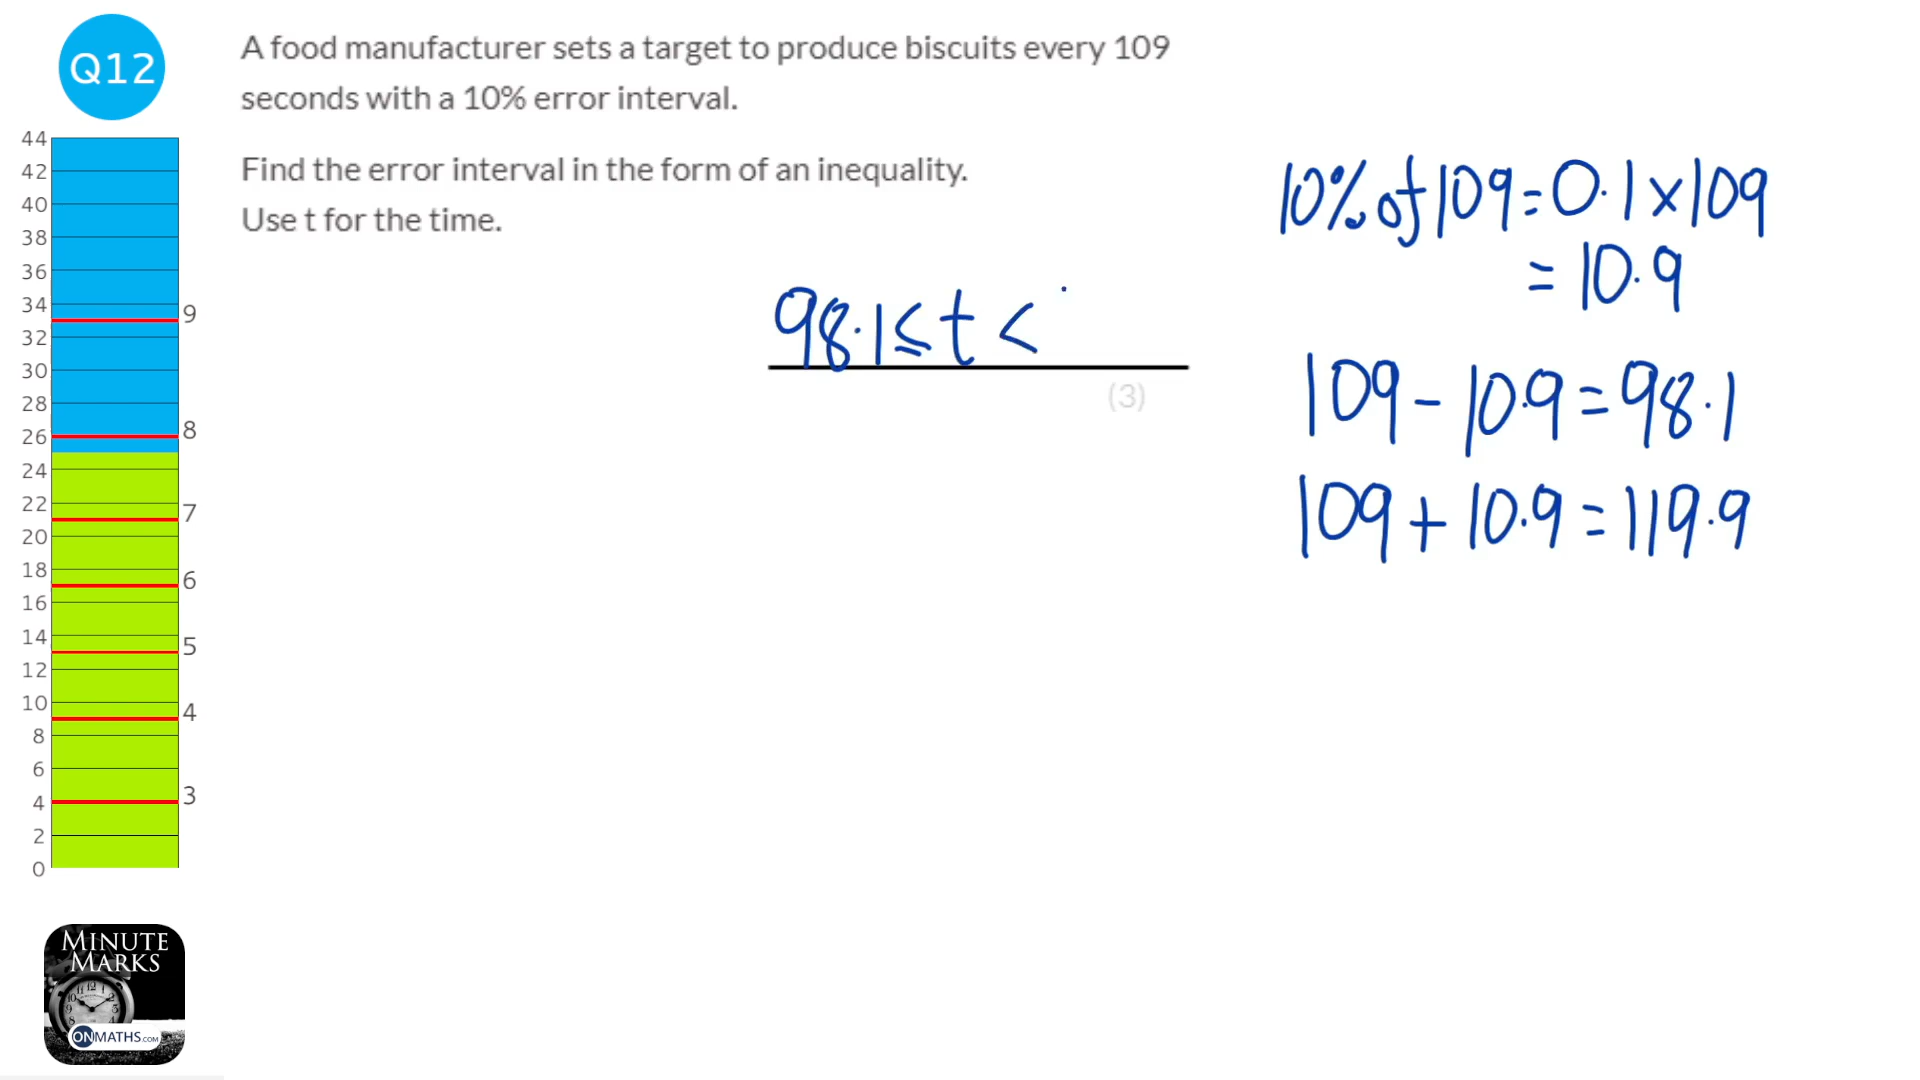 Q12
A food manufacturer sets a target to produce biscuits every 109
seconds with a 10% error interval.
Find the error interval in the form of an inequality.
Use t for the time.
10% of 109 = 0.1 × 109
= 10.9
98.1 ≤ t <
(3)
109 - 10.9 = 98.1
109 + 10.9 = 119.9
44
42
40
38
36
34
9
32
30
28
8
26
24
22
7
20
18
6
16
14
5
12
10
4
8
6
3
4
2
0
MINUTE
MARKS
ONMATHS.COM